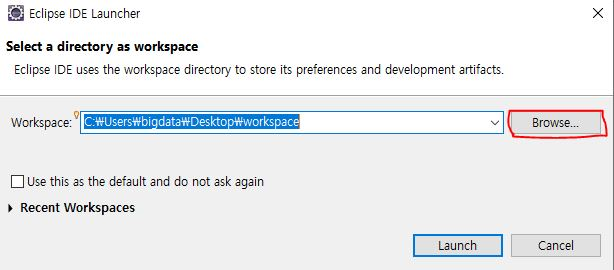 Eclipse IDE Launcher
Select a directory as workspace
Eclipse IDE uses the workspace directory to store its preferences and development artifacts.
Workspace: C:₩Users₩bigdata₩Desktop₩workspace Browse...
Use this as the default and do not ask again
Recent Workspaces
Launch Cancel